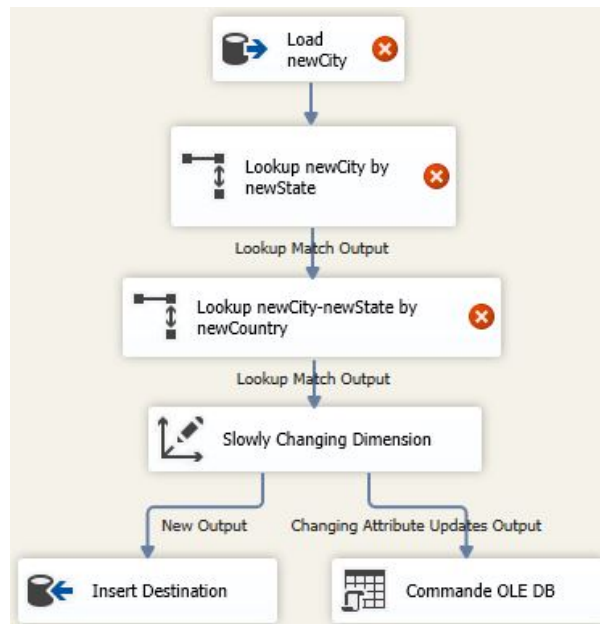 Load
newCity
Lookup newCity by
newState
Lookup Match Output
Lookup newCity-newState by
newCountry
Lookup Match Output
Slowly Changing Dimension
New Output
Changing Attribute Updates Output
Insert Destination
Commande OLE DB